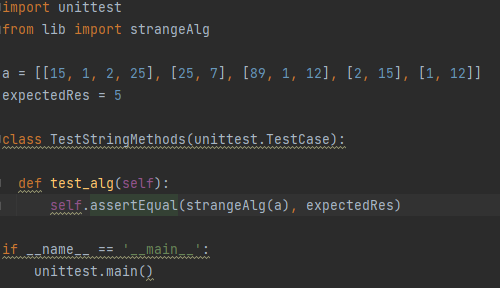 import unittest
from lib import strangeAlg
a = [[15, 1, 2, 25], [25, 7], [89, 1, 12], [2, 15], [1, 12]]
expectedRes = 5
class TestStringMethods(unittest.TestCase):
def test_alg(self):
self.assertEqual(strangeAlg(a), expectedRes)
if __name__ == '__main__':
unittest.main()